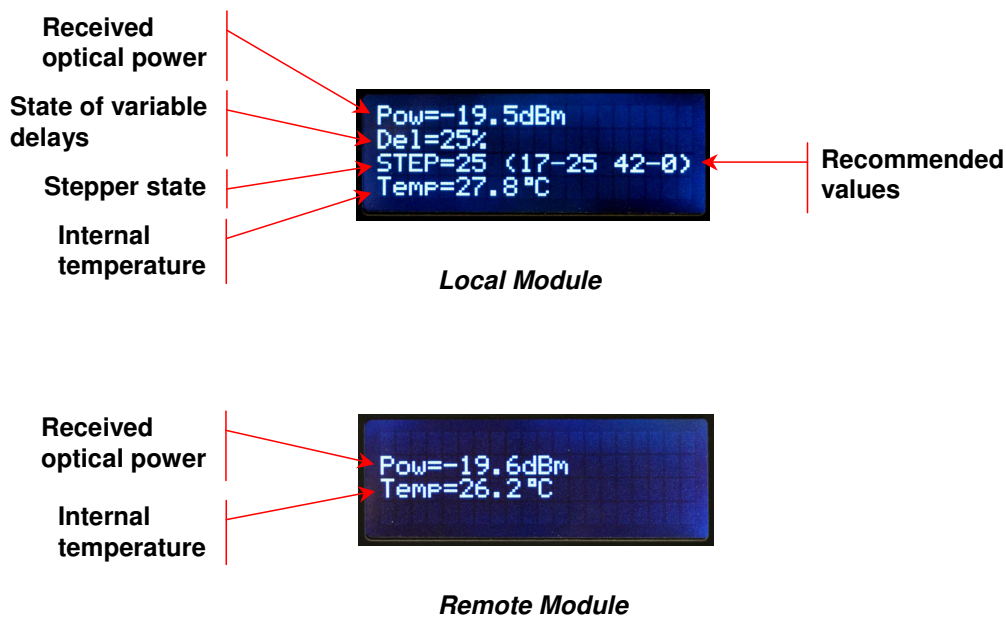 Received
optical power
State of variable
delays
Stepper state
Internal
temperature
Pow=-19.5dBm
Del=25%
STEP=25 (17-25 42-0)
Temp=27.8°C
Recommended
values
Local Module
Received
optical power
Internal
temperature
Pow=-19.6dBm
Temp=26.2°C
Remote Module